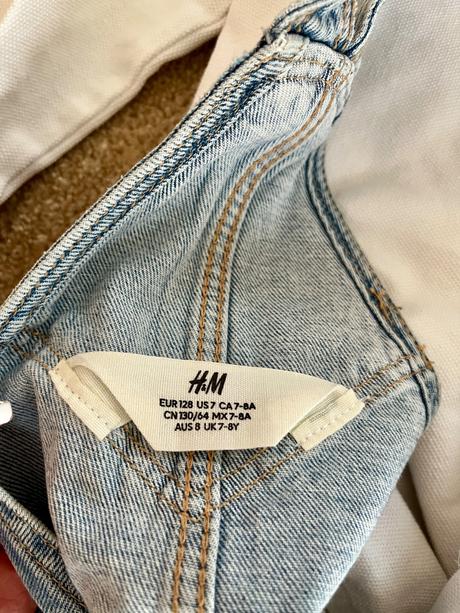 H&M
EUR 128 US 7 CA 7-8A
CN 130/64 MX 7-8A
AUS 8 UK 7-8Y